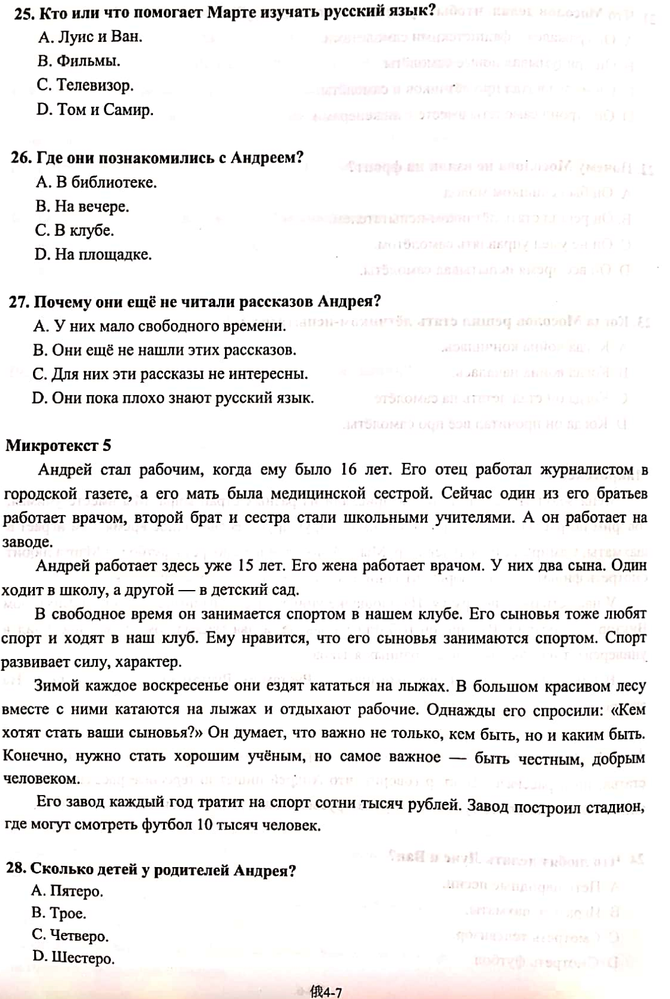 25. Кто или что помогает Марте изучать русский язык?
A. Луис и Ван.
B. Фильмы.
C. Телевизор.
D. Том и Самир.
26. Где они познакомились с Андреем?
A. В библиотеке.
B. На вечере.
C. В клубе.
D. На площадке.
27. Почему они ещё не читали рассказов Андрея?
A. У них мало свободного времени.
B. Они ещё не нашли этих рассказов.
C. Для них эти рассказы не интересны.
D. Они пока плохо знают русский язык.
Микротекст 5
Андрей стал рабочим, когда ему было 16 лет. Его отец работал журналистом в
городской газете, а его мать была медицинской сестрой. Сейчас один из его братьев
работает врачом, второй брат и сестра стали школьными учителями. А он работает на
заводе.
Андрей работает здесь уже 15 лет. Его жена работает врачом. У них два сына. Один
ходит в школу, а другой — в детский сад.
В свободное время он занимается спортом в нашем клубе. Его сыновья тоже любят
спорт и ходят в наш клуб. Ему нравится, что его сыновья занимаются спортом. Спорт
развивает силу, характер.
Зимой каждое воскресенье они ездят кататься на лыжах. В большом красивом лесу
вместе с ними катаются на лыжах и отдыхают рабочие. Однажды его спросили: «Кем
хотят стать ваши сыновья?» Он думает, что важно не только, кем быть, но и каким быть.
Конечно, нужно стать хорошим учёным, но самое важное — быть честным, добрым
человеком.
Его завод каждый год тратит на спорт сотни тысяч рублей. Завод построил стадион,
где могут смотреть футбол 10 тысяч человек.
28. Сколько детей у родителей Андрея?
A. Пятеро.
B. Трое.
C. Четверо.
D. Шестеро.
俄4-7